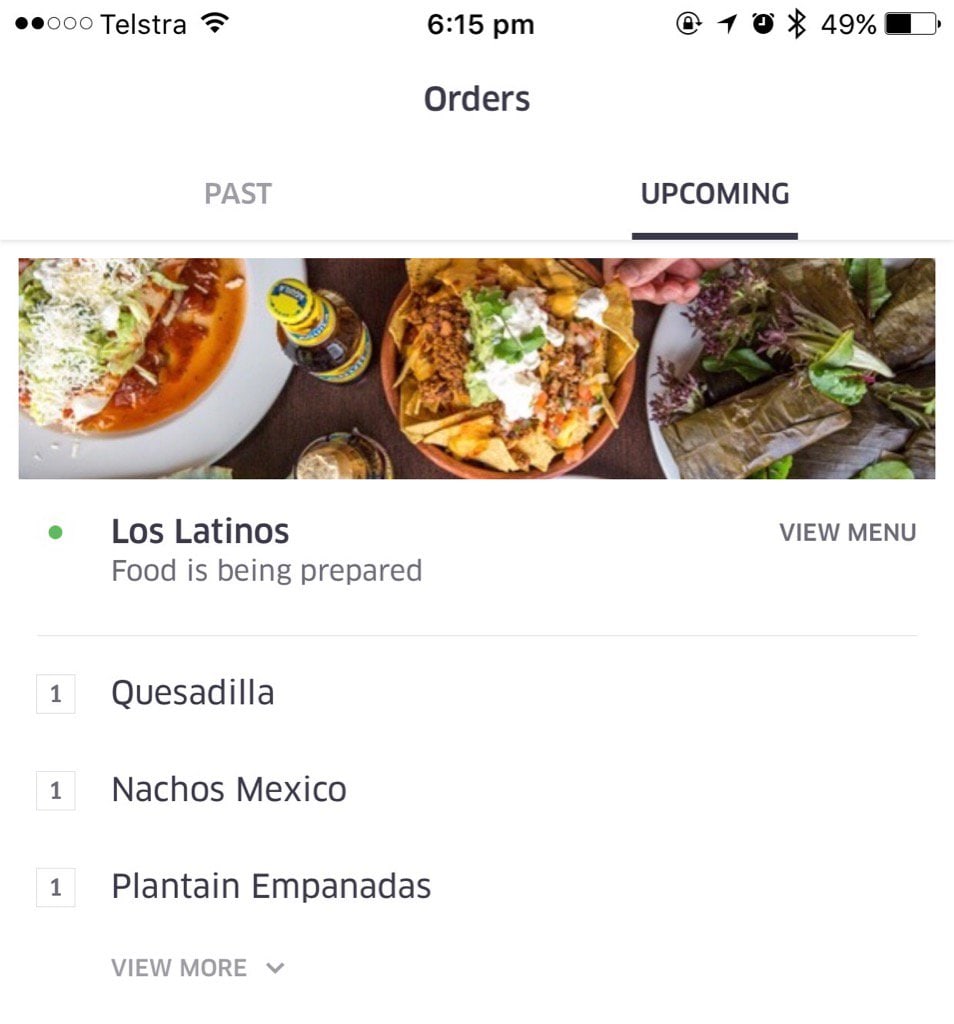 Telstra 6:15 pm 49%
Orders
PAST UPCOMING
Los Latinos VIEW MENU
Food is being prepared
1 Quesadilla
1 Nachos Mexico
1 Plantain Empanadas
VIEW MORE